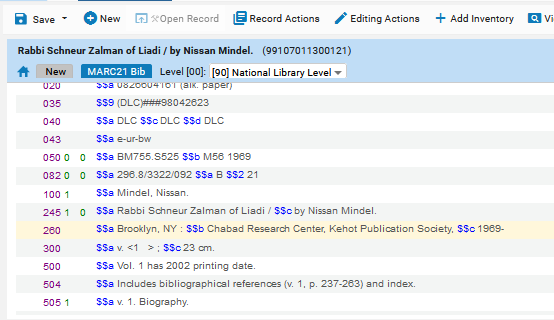 Save New Open Record Record Actions Editing Actions + Add Inventory Vi
Rabbi Schneur Zalman of Liadi / by Nissan Mindel. (99107011300121)
New MARC21 Bib Level [00]: [90] National Library Level
020 $$a 0826604161 (alk. paper)
035 $$9 (DLC)###98042623
040 $$a DLC $$c DLC $$d DLC
043 $$a e-ur-bw
050 0 0 $$a BM755.S525 $$b M56 1969
082 0 0 $$a 296.8/3322/092 $$a B $$2 21
100 1 $$a Mindel, Nissan.
245 1 0 $$a Rabbi Schneur Zalman of Liadi / $$c by Nissan Mindel.
260 $$a Brooklyn, NY : $$b Chabad Research Center, Kehot Publication Society, $$c 1969-
300 $$a v. <1 > ; $$c 23 cm.
500 $$a Vol. 1 has 2002 printing date.
504 $$a Includes bibliographical references (v. 1, p. 237-263) and index.
505 1 $$a v. 1. Biography.